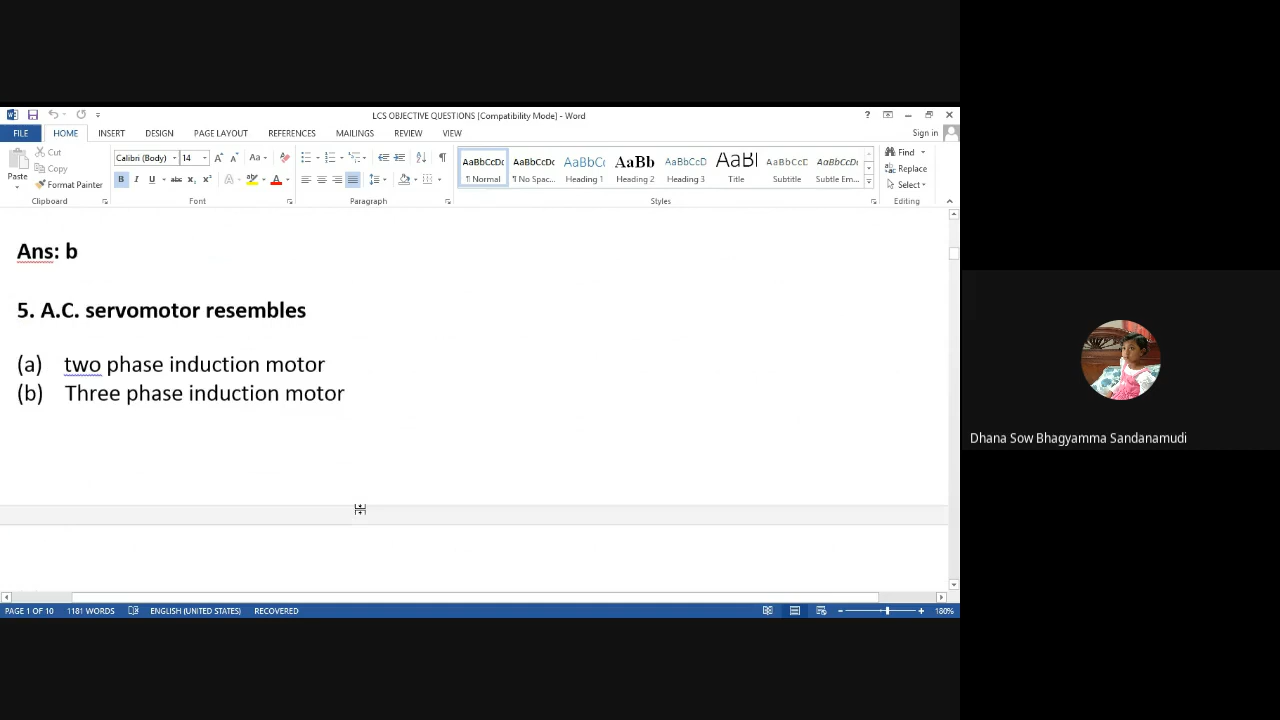 LCS OBJECTIVE QUESTIONS [Compatibility Mode] - Word
? 
FILE HOME INSERT DESIGN PAGE LAYOUT REFERENCES MAILINGS REVIEW VIEW Sign in
Cut
Copy
Format Painter
Paste
Clipboard
Calibri (Body) 14
Font
Paragraph
AaBbCcDc AaBbCcDc AaBbCc AaBb AaBbCcD AaBl AaBbCcD AaBbCcDt
¶ Normal ¶ No Spac... Heading 1 Heading 2 Heading 3 Title Subtitle Subtle Em...
Styles
Find
Replace
Select
Editing
Ans: b
5. A.C. servomotor resembles
(a) two phase induction motor
(b) Three phase induction motor
PAGE 1 OF 10 1181 WORDS ENGLISH (UNITED STATES) RECOVERED 180%
Dhana Sow Bhagyamma Sandanamudi